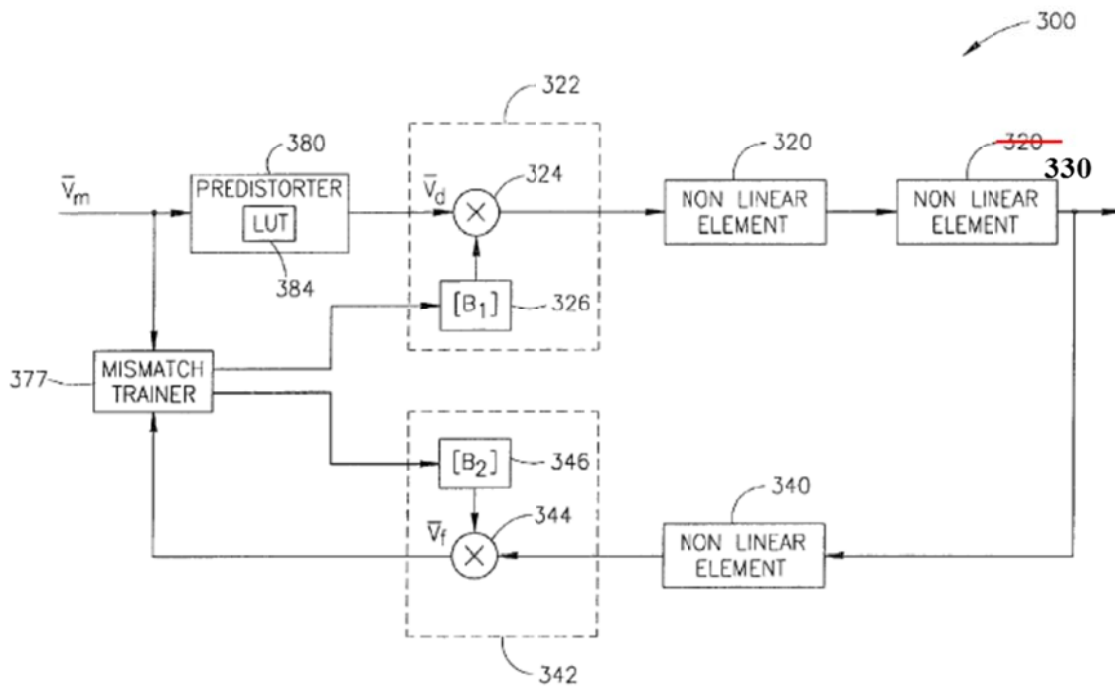 300
322
380
PREDISTORTER
LUT
384
V̅m
V̅d
324
[B1]
326
320
NON LINEAR
ELEMENT
320
330
NON LINEAR
ELEMENT
377
MISMATCH
TRAINER
[B2]
346
V̅f
344
342
340
NON LINEAR
ELEMENT